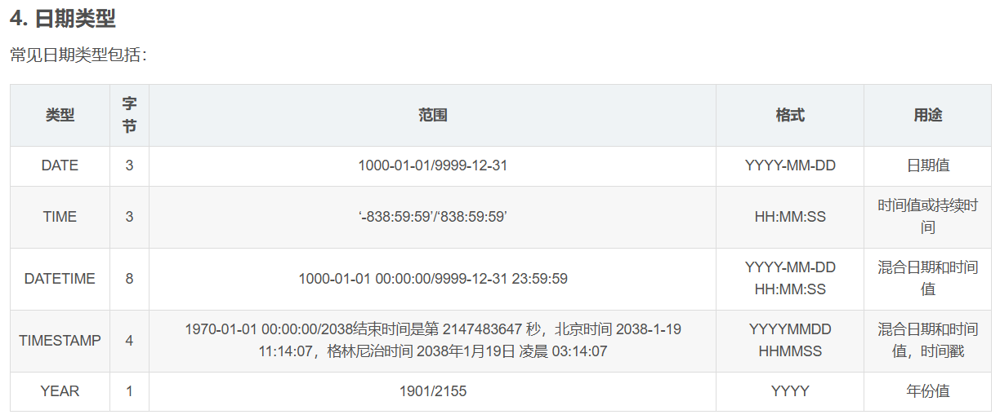 4. 日期类型
常见日期类型包括：
类型 字节 范围 格式 用途
DATE 3 1000-01-01/9999-12-31 YYYY-MM-DD 日期值
TIME 3 ‘-838:59:59’/‘838:59:59’ HH:MM:SS 时间值或持续时间
DATETIME 8 1000-01-01 00:00:00/9999-12-31 23:59:59 YYYY-MM-DD HH:MM:SS 混合日期和时间值
TIMESTAMP 4 1970-01-01 00:00:00/2038结束时间是第 2147483647 秒，北京时间 2038-1-19 11:14:07，格林尼治时间 2038年1月19日 凌晨 03:14:07 YYYYMMDD HHMMSS 混合日期和时间值，时间戳
YEAR 1 1901/2155 YYYY 年份值